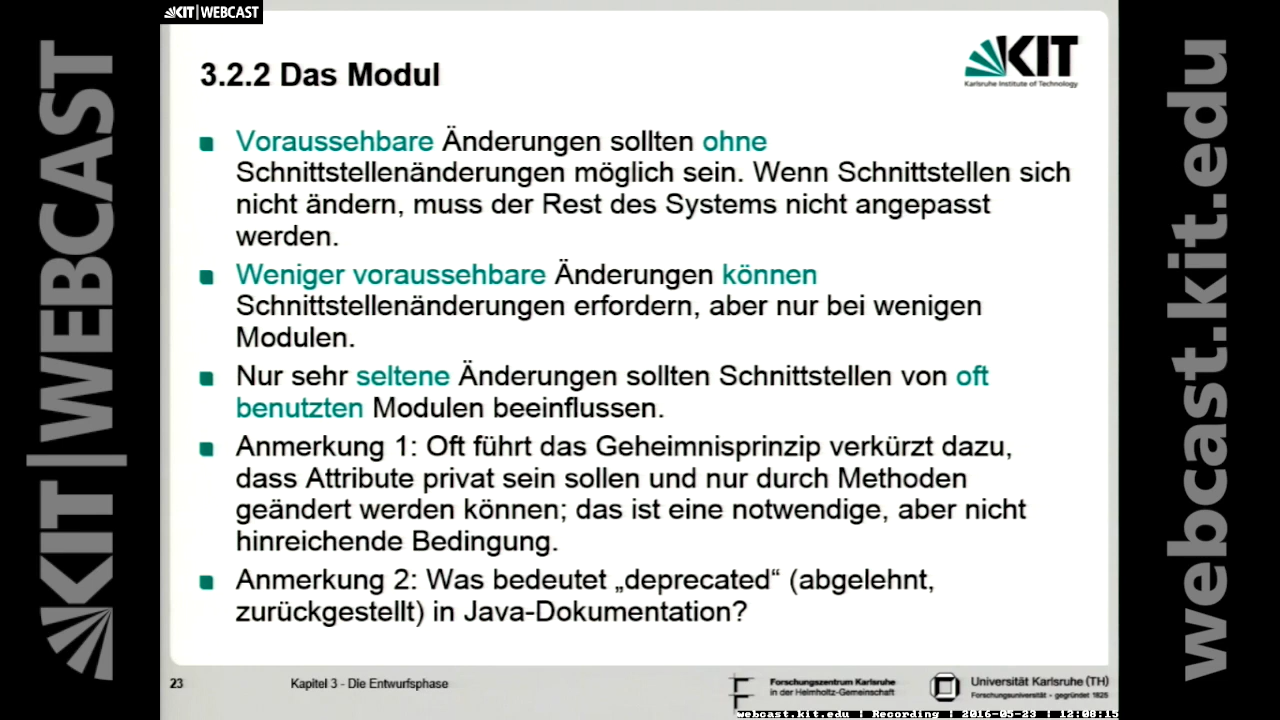 KIT|WEBCAST
KIT|WEBCAST
webcast.kit.edu
KIT
Karlsruhe Institute of Technology
3.2.2 Das Modul
Voraussehbare Änderungen sollten ohne
Schnittstellenänderungen möglich sein. Wenn Schnittstellen sich
nicht ändern, muss der Rest des Systems nicht angepasst
werden.
Weniger voraussehbare Änderungen können
Schnittstellenänderungen erfordern, aber nur bei wenigen
Modulen.
Nur sehr seltene Änderungen sollten Schnittstellen von oft
benutzten Modulen beeinflussen.
Anmerkung 1: Oft führt das Geheimnisprinzip verkürzt dazu,
dass Attribute privat sein sollen und nur durch Methoden
geändert werden können; das ist eine notwendige, aber nicht
hinreichende Bedingung.
Anmerkung 2: Was bedeutet „deprecated“ (abgelehnt,
zurückgestellt) in Java-Dokumentation?
23
Kapitel 3 - Die Entwurfsphase
Forschungszentrum Karlsruhe
in der Helmholtz-Gemeinschaft
Universität Karlsruhe (TH)
Forschungsuniversität • gegründet 1825
webcast.kit.edu | Recording | 2016-05-23 | 12:08:15